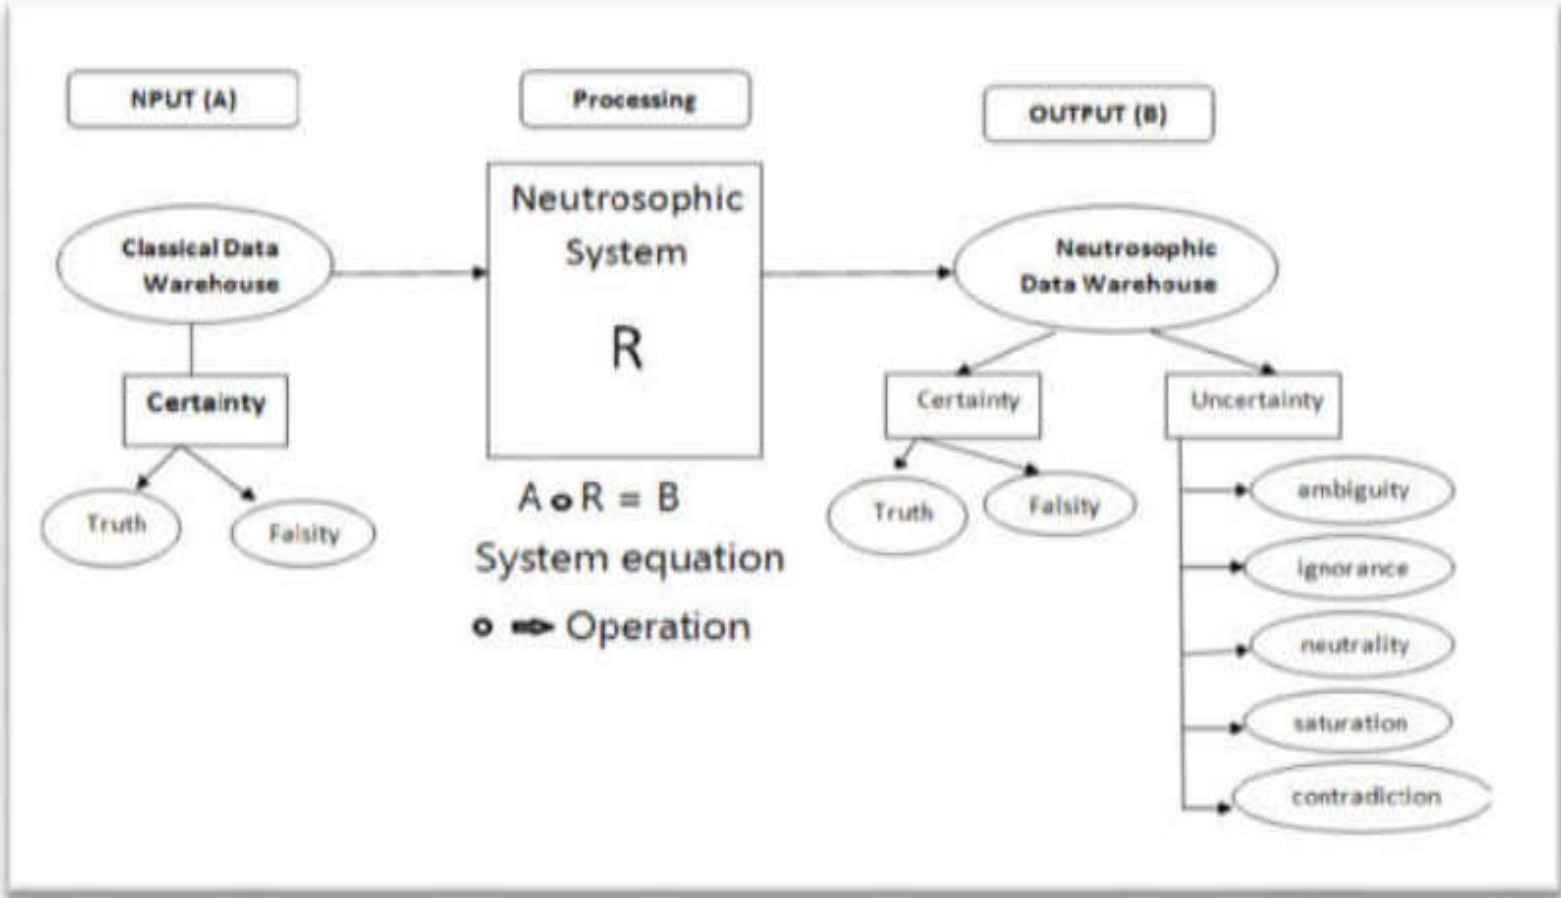 NPUT (A)
Processing
OUTPUT (B)
Classical Data
Warehouse
Neutrosophic
System
R
Neutrosophic
Data Warehouse
Certainty
Truth
Falsity
A o R = B
System equation
o ⇒ Operation
Certainty
Uncertainty
Truth
Falsity
ambiguity
ignorance
neutrality
saturation
contradiction